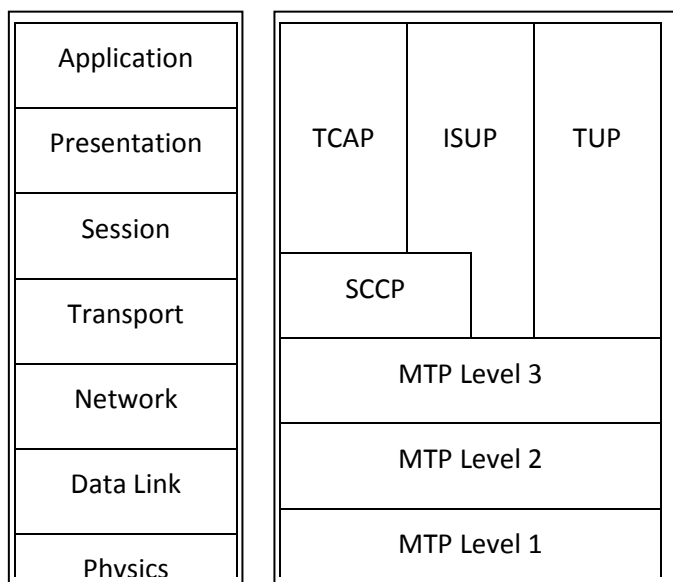 Application
Presentation
Session
Transport
Network
Data Link
Physics
TCAP
ISUP
TUP
SCCP
MTP Level 3
MTP Level 2
MTP Level 1